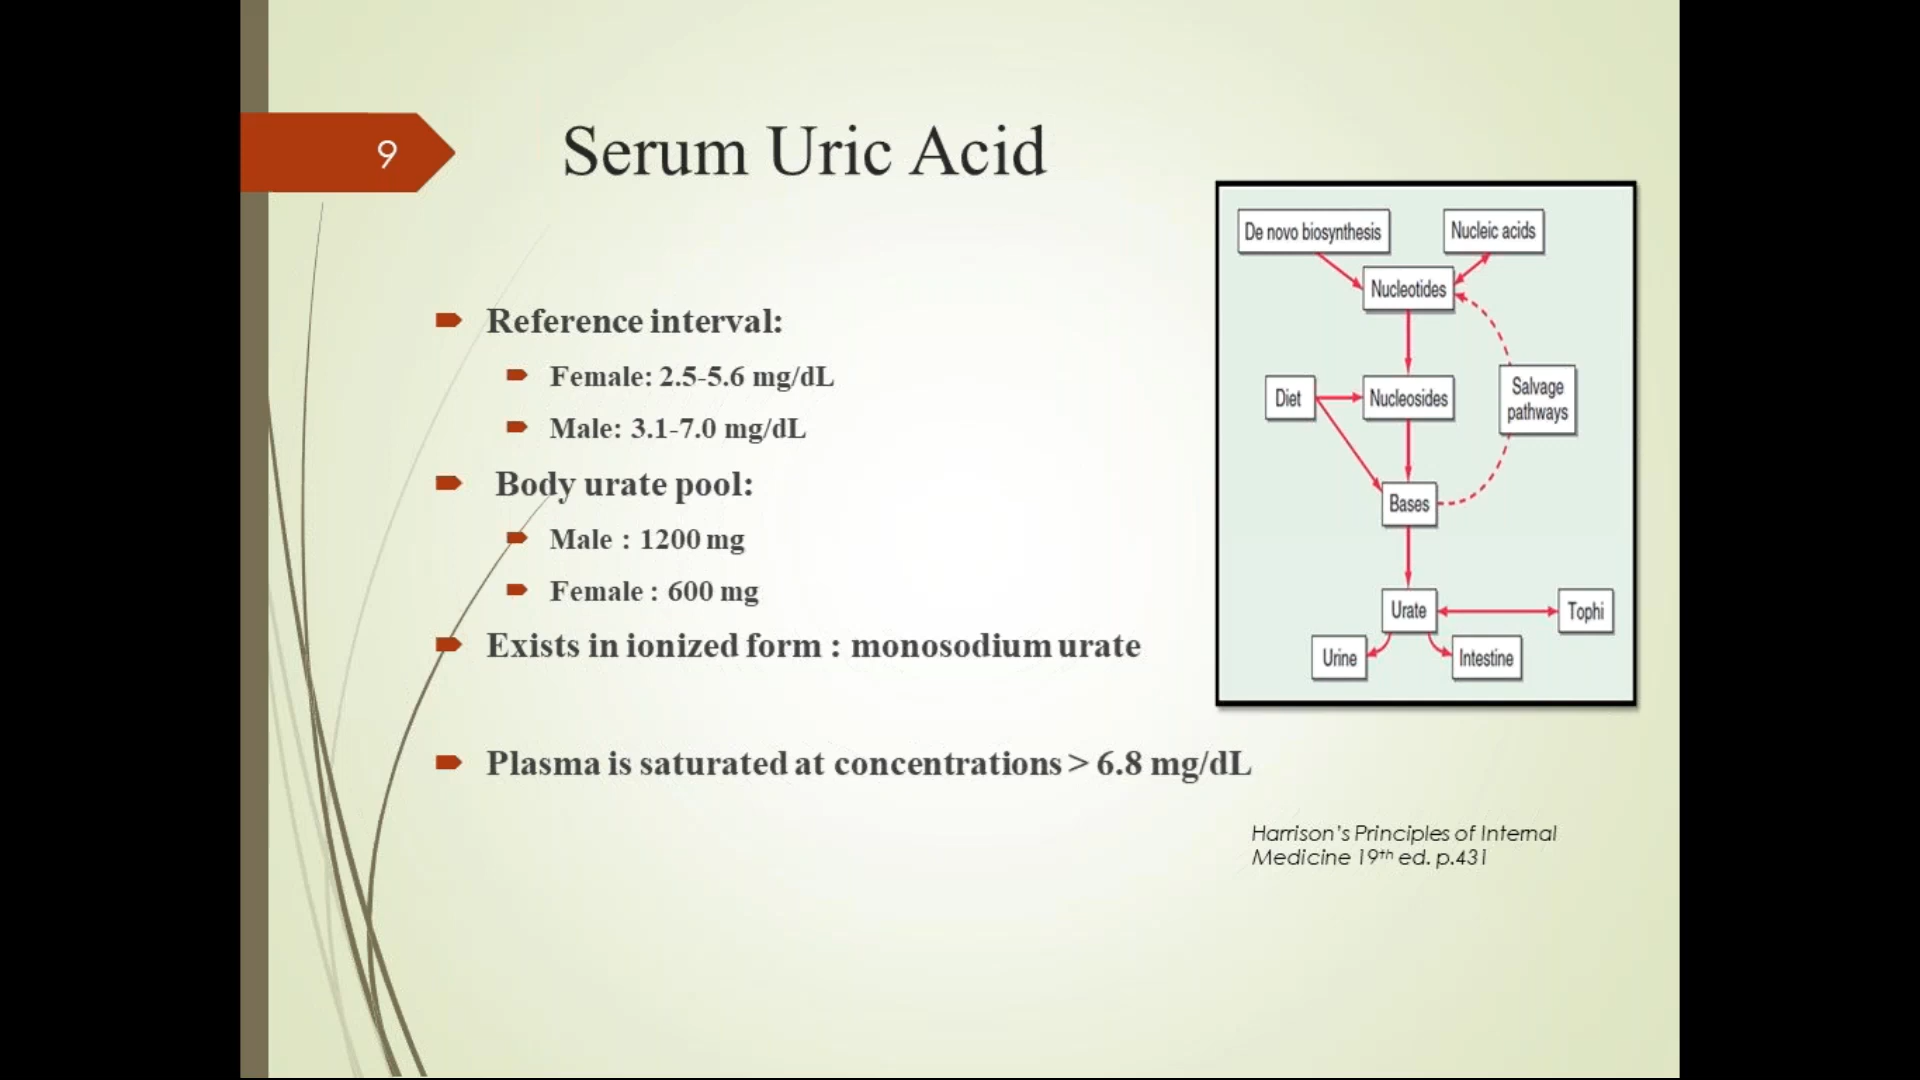 9
Serum Uric Acid
Reference interval:
Female: 2.5-5.6 mg/dL
Male: 3.1-7.0 mg/dL
Body urate pool:
Male : 1200 mg
Female : 600 mg
Exists in ionized form : monosodium urate
Plasma is saturated at concentrations > 6.8 mg/dL
De novo biosynthesis
Nucleic acids
Nucleotides
Diet
Nucleosides
Salvage
pathways
Bases
Urate
Tophi
Urine
Intestine
Harrison's Principles of Internal
Medicine 19th ed. p.431